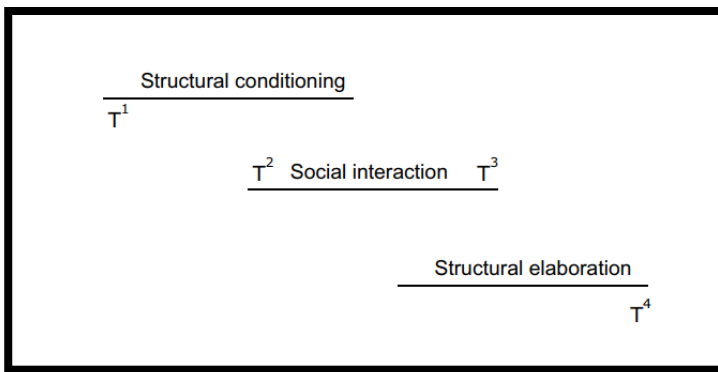 Structural conditioning
T¹
T² Social interaction T³
Structural elaboration
T⁴